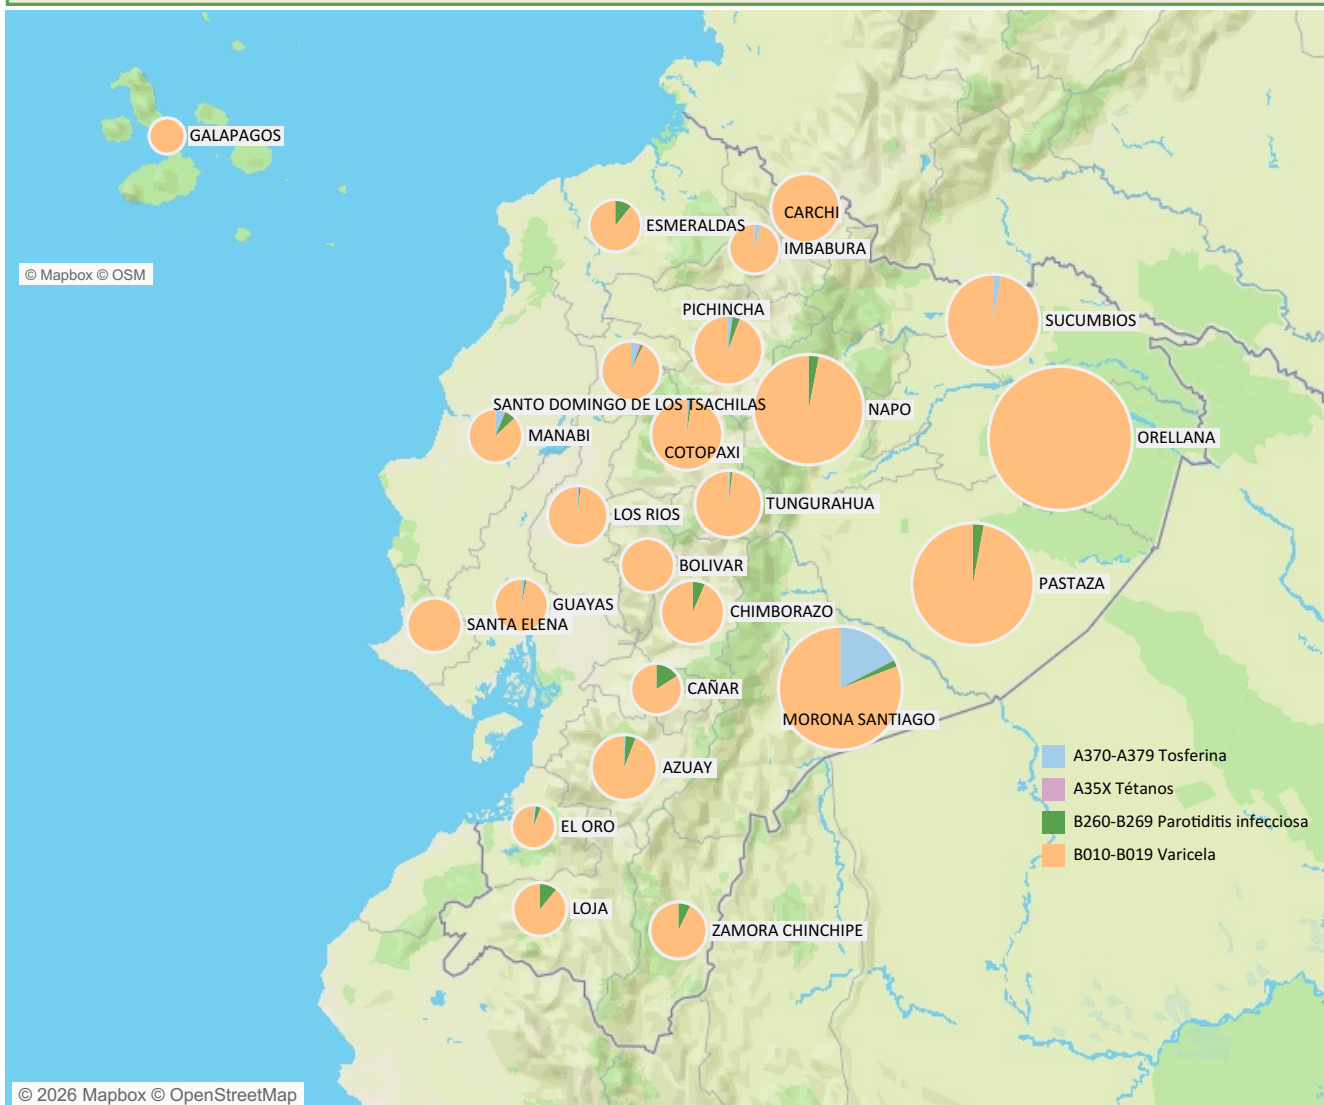 GALAPAGOS
© Mapbox © OSM
CARCHI
ESMERALDAS
IMBABURA
PICHINCHA
SUCUMBIOS
SANTO DOMINGO DE LOS TSACHILAS
NAPO
MANABI
ORELLANA
COTOPAXI
TUNGURAHUA
LOS RIOS
BOLIVAR
PASTAZA
GUAYAS
CHIMBORAZO
SANTA ELENA
CAÑAR
MORONA SANTIAGO
AZUAY
EL ORO
LOJA
ZAMORA CHINCHIPE
A370-A379 Tosferina
A35X Tétanos
B260-B269 Parotiditis infecciosa
B010-B019 Varicela
© 2026 Mapbox © OpenStreetMap